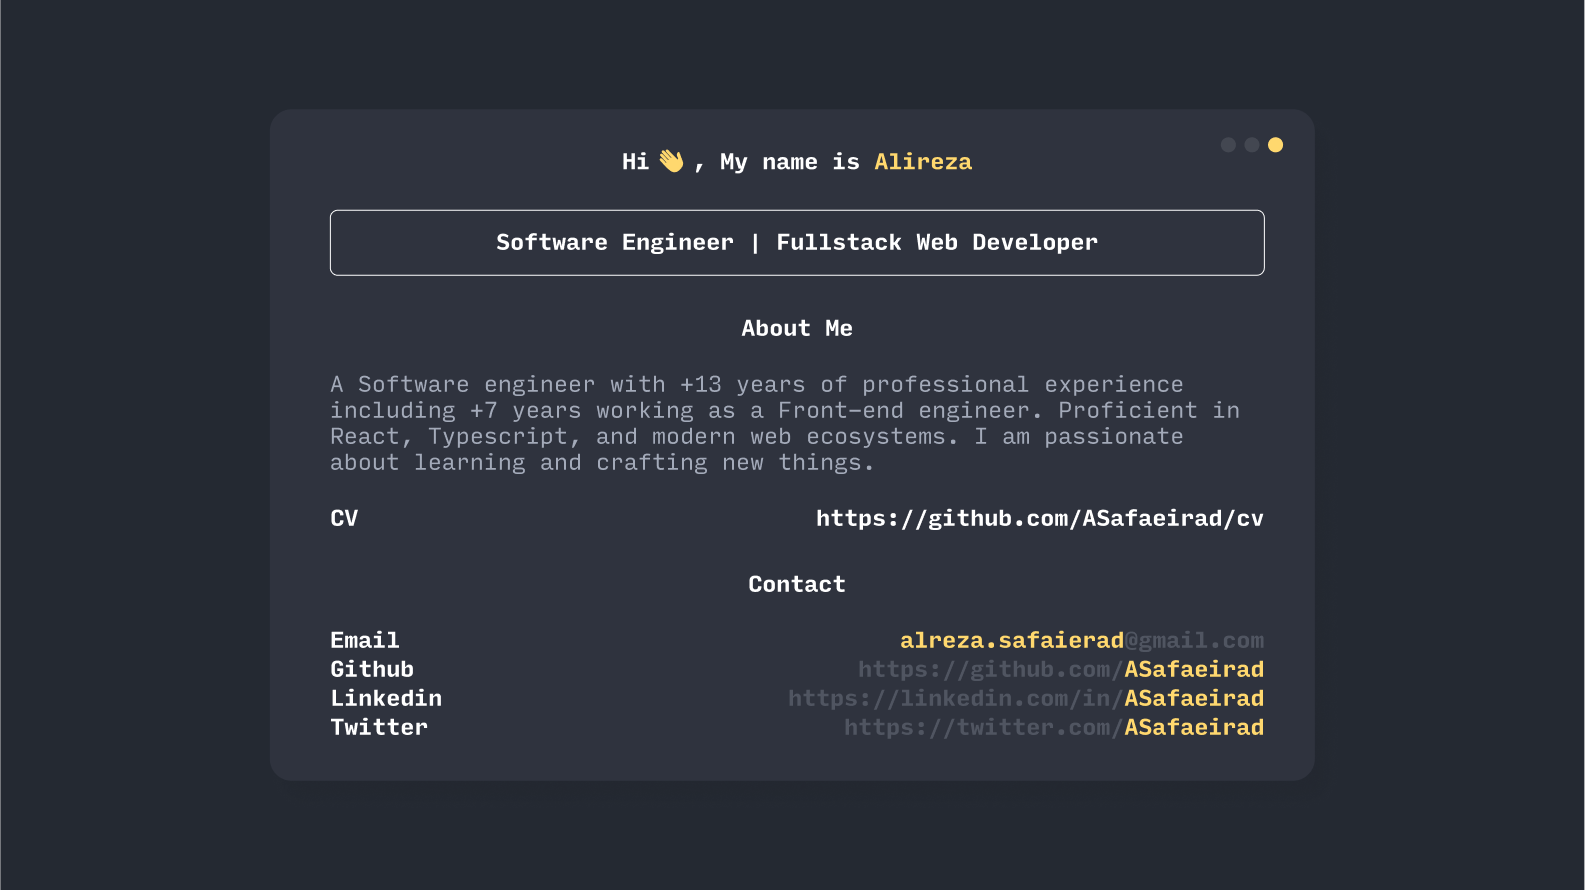 Hi 👋, My name is Alireza
Software Engineer | Fullstack Web Developer
About Me
A Software engineer with +13 years of professional experience
including +7 years working as a Front-end engineer. Proficient in
React, Typescript, and modern web ecosystems. I am passionate
about learning and crafting new things.
CV https://github.com/ASafaeirad/cv
Contact
Email alreza.safaierad@gmail.com
Github https://github.com/ASafaeirad
Linkedin https://linkedin.com/in/ASafaeirad
Twitter https://twitter.com/ASafaeirad